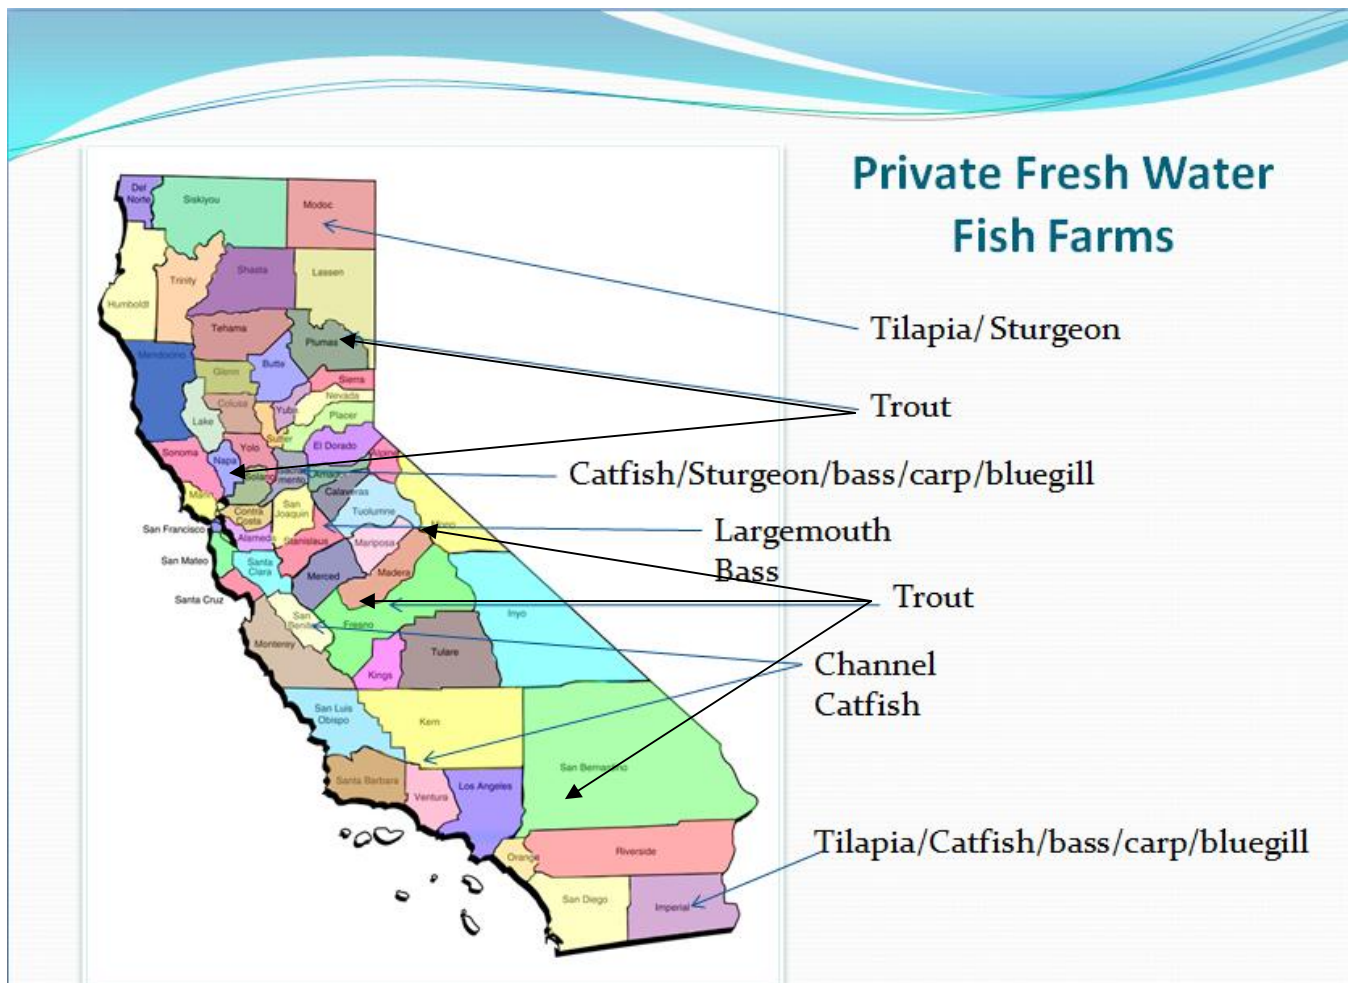 Private Fresh Water
Fish Farms
Del
Norte
Siskiyou
Modoc
Humboldt
Trinity
Shasta
Lassen
Tehama
Plumas
Mendocino
Glenn
Butte
Sierra
Nevada
Lake
Colusa
Yuba
Placer
Sutter
Sonoma
Napa
Yolo
El Dorado
Alpine
Solano
Sacramento
Amador
Marin
Calaveras
Contra
Costa
San
Joaquin
Tuolumne
Mono
San Francisco
Alameda
Stanislaus
Mariposa
San Mateo
Santa
Clara
Merced
Madera
Santa Cruz
San
Benito
Fresno
Inyo
Monterey
Kings
Tulare
San Luis
Obispo
Kern
San Bernardino
Santa Barbara
Ventura
Los Angeles
Orange
Riverside
San Diego
Imperial
Tilapia/ Sturgeon
Trout
Catfish/Sturgeon/bass/carp/bluegill
Largemouth
Bass
Trout
Channel
Catfish
Tilapia/Catfish/bass/carp/bluegill